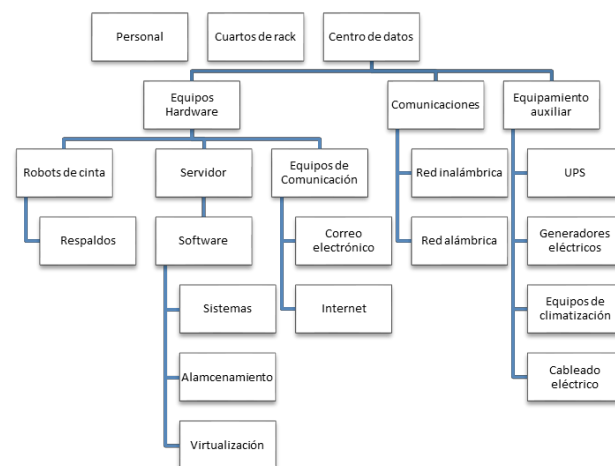 Personal
Cuartos de rack
Centro de datos
Equipos
Hardware
Comunicaciones
Equipamiento
auxiliar
Robots de cinta
Servidor
Equipos de
Comunicación
Red inalámbrica
UPS
Respaldos
Software
Correo
electrónico
Red alámbrica
Generadores
eléctricos
Sistemas
Internet
Equipos de
climatización
Alamcenamiento
Cableado
eléctrico
Virtualización